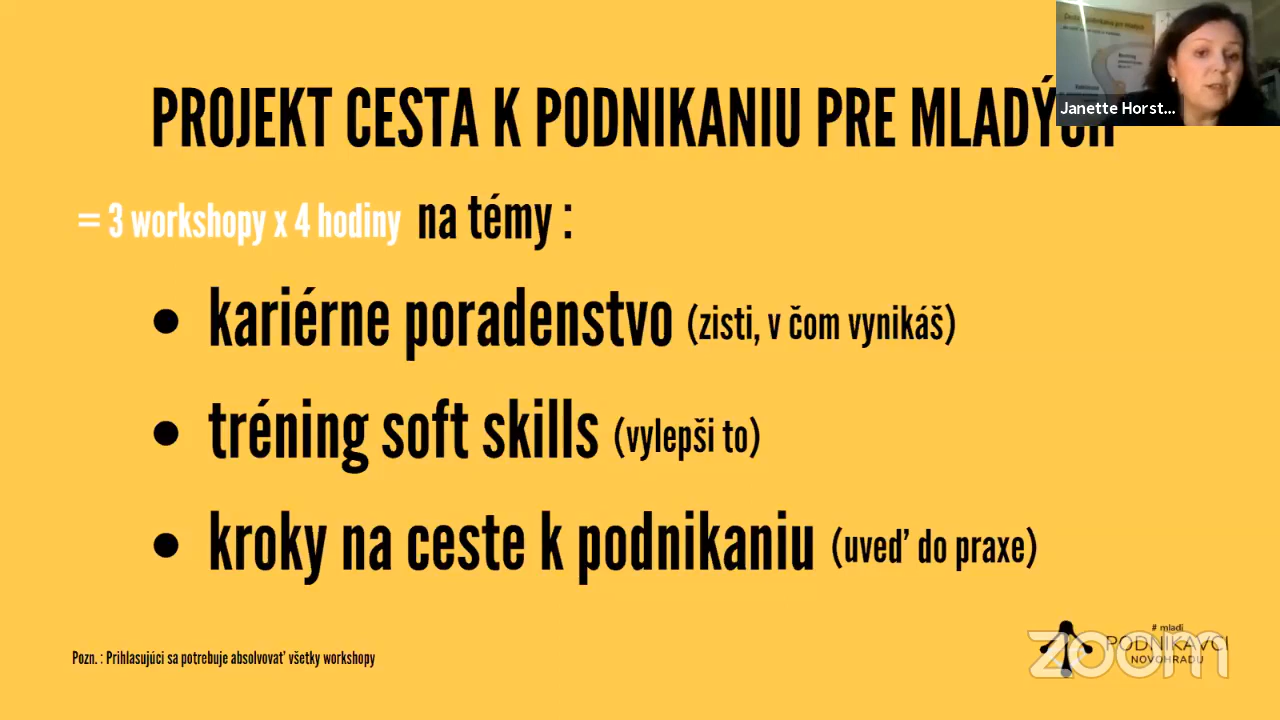 PROJEKT CESTA K PODNIKANIU PRE MLADÝCH
Janette Horst...
= 3 workshopy x 4 hodiny na témy :
• kariérne poradenstvo (zisti, v čom vynikáš)
• tréning soft skills (vylepši to)
• kroky na ceste k podnikaniu (uveď do praxe)
Pozn. : Prihlasujúci sa potrebuje absolvovať všetky workshopy
# mladí
PODNIKAVCI
NOVOHRADU
zoom